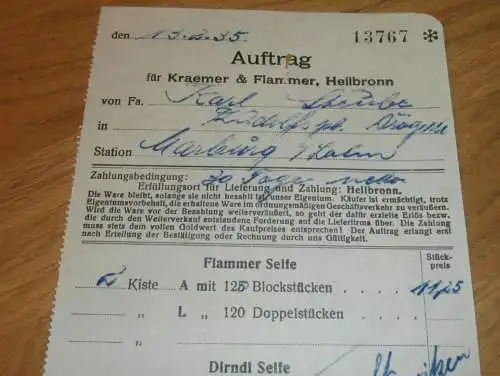 den 13.2.35. 13767 ✻
Auftrag
für Kraemer & Flammer, Heilbronn
von Fa. Karl
in
Station Marburg / Lahn
Zahlungsbedingung: 30 Tage netto
Erfüllungsort für Lieferung und Zahlung: Heilbronn.
Die Ware bleibt, solange sie nicht bezahlt ist, unser Eigentum. Käufer ist ermächtigt, trotz
Eigentumsvorbehalt, die erhaltene Ware im ordnungsmäßigen Geschäftsverkehr zu veräußern.
Wird die Ware vor der Bezahlung weiterveräußert, so geht der dafür erzielte Erlös bezw.
die durch den Weiterverkauf entstandene Forderung auf die Lieferfirma über. Die Zahlung
muss stets dem vollen Goldwert des Kaufpreises entsprechen! Der Auftrag erlangt erst
nach Erteilung der Bestätigung oder Rechnung durch uns Gültigkeit.
Flammer Seife Stück-
preis
Kiste A mit 125 Blockstücken 11,25
" L " 120 Doppelstücken
Dirndl Seife